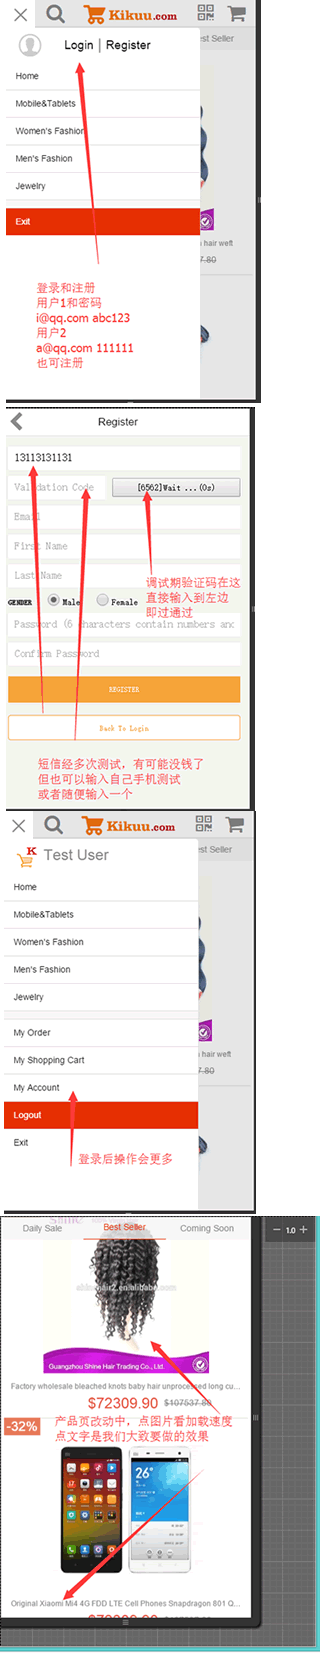 Kikuu.com
Login | Register
est Seller
Home
Mobile&Tablets
Women's Fashion
Men's Fashion
Jewelry
hair weft
7.80
Exit
登录和注册
用户1和密码
i@qq.com abc123
用户2
a@qq.com 111111
也可注册
Register
13113131131
Validation Code
[6562]Wait ...(0s)
Email
First Name
Last Name
调试期验证码在这
直接输入到左边
即过通过
GENDER Male Female
Password (6 characters contain numbers and
Confirm Password
REGISTER
Back To Login
短信经多次测试，有可能没钱了
但也可以输入自己手机测试
或者随便输入一个
Kikuu.com
K
Test User
est Seller
Home
Mobile&Tablets
Women's Fashion
Men's Fashion
Jewelry
My Order
hair weft
My Shopping Cart
7.80
My Account
Logout
Exit
登录后操作会更多
Shine
Daily Sale Best Seller Coming Soon
- 1.0 +
Guangzhou Shine Hair Trading Co., Ltd.
Factory wholesale bleached knots baby hair unprocessed long cu...
$72309.90 $107537.80
产品页改动中，点图片看加载速度
点文字是我们大致要做的效果
-32%
26°
Original Xiaomi Mi4 4G FDD LTE Cell Phones Snapdragon 801 Q...